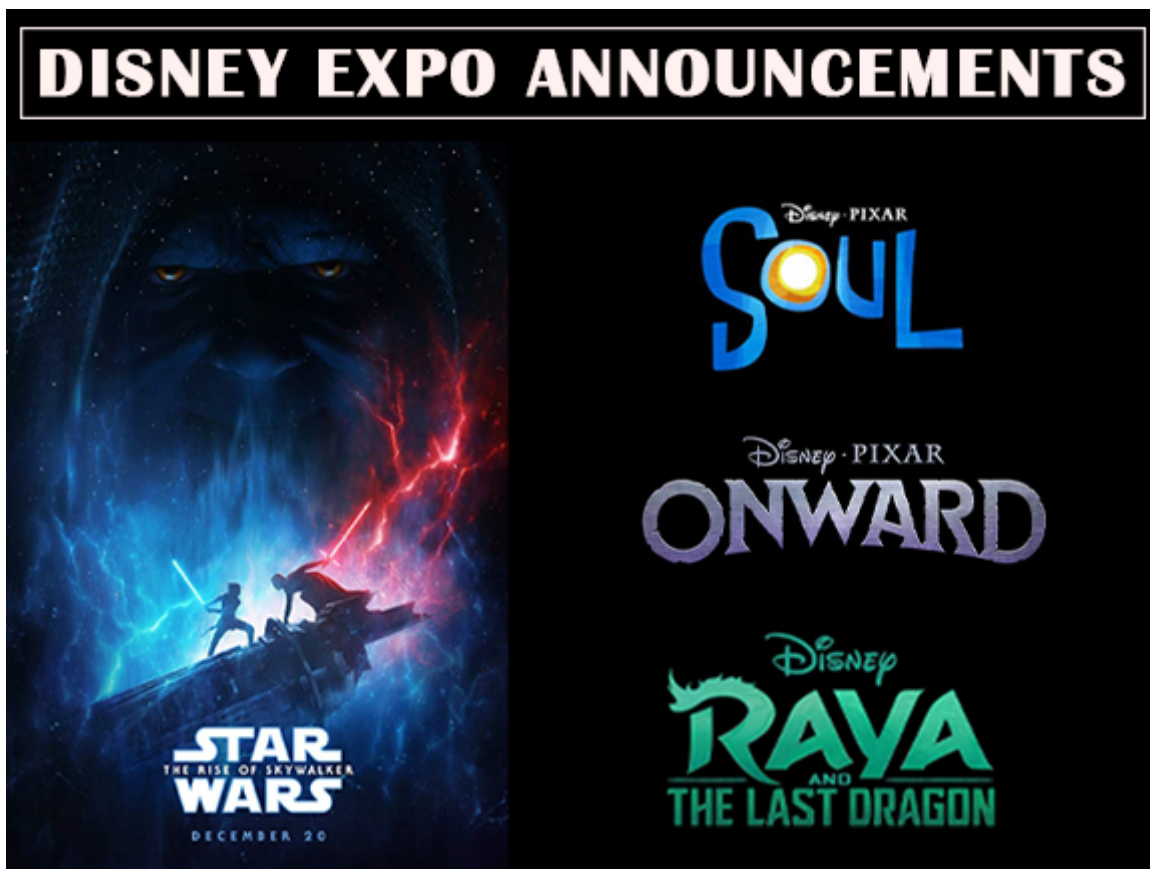 DISNEY EXPO ANNOUNCEMENTS
STAR
THE RISE OF SKYWALKER
WARS
DECEMBER 20
Disney · PIXAR
SOUL
Disney · PIXAR
ONWARD
Disney
RAYA
AND
THE LAST DRAGON